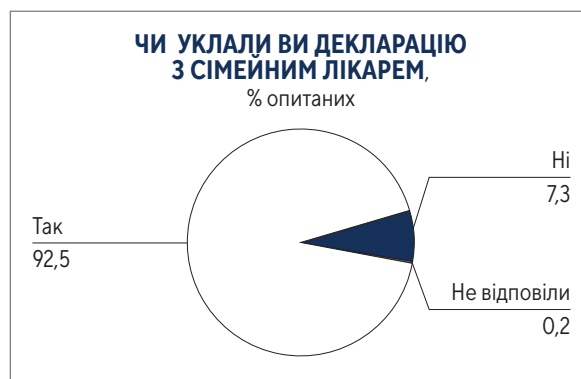 ЧИ УКЛАЛИ ВИ ДЕКЛАРАЦІЮ
З СІМЕЙНИМ ЛІКАРЕМ,
% опитаних
Так
92,5
Ні
7,3
Не відповіли
0,2